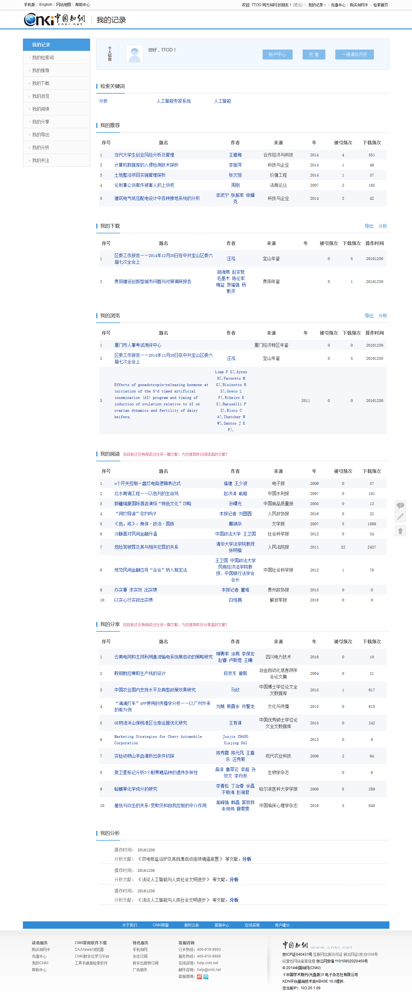 手机版 | English | 网站地图 | 帮助中心
欢迎 TTOD 同方知网 的朋友！ [退出] | 我的记录 | 充值中心 | 购买知网卡 | 检索首页
cnki 中国知网 cnki.net
我的记录
我的记录
我的检索词
我的推荐
我的下载
我的浏览
我的阅读
我的分享
我的导出
我的分析
我的关注
个人信息
您好，TTOD！
账户中心 充 值 一键清除历史
检索关键词
分析 人工智能专家系统 人工智能
我的推荐
序号 题名 作者 来源 年 被引频次 下载频次
1 当代大学生创业风险分析及管理 王腊梅 合作经济与科技 2014 4 551
2 计算机数据库的入侵检测技术探析 李丽萍 科技与企业 2014 1 46
3 土地整治项目实施管理探析 张文烜 价值工程 2014 1 37
4 论刑事公诉案件被害人的上诉权 周刚 法商论丛 2007 2 163
5 建筑电气低压配电设计中各种接地系统的分析 李武宁 张振军 申耀
克 科技与企业 2014 2 42
我的下载 导出 分析
序号 题名 作者 来源 年 被引频次 下载频次 操作时间
1 区委工作报告——2014年12月30日在中共宝山区委六
届七次全会上 汪泓 宝山年鉴 0 5 20161230
2 贵阳建设创新型城市问题与对策调研报告 胡海燕 赵宗哲
毛基木 陈伦军
梅益 贺福强 杨
黔灵 贵阳年鉴 0 1 20161230
我的浏览 导出 分析
序号 题名 作者 来源 年 被引频次 下载频次 操作时间
1 厦门市人事考试测评中心 厦门经济特区年鉴 0 0 20161230
2 区委工作报告——2014年12月30日在中共宝山区委六
届七次全会上 汪泓 宝山年鉴 0 5 20161230
3 Effects of gonadotropin-releasing hormone at
initiation of the 5-d timed artificial
insemination (AI) program and timing of
induction of ovulation relative to AI on
ovarian dynamics and fertility of dairy
heifers.
Lima F S!,Ayres
H!,Favoreto M
G!,Bisinotto R
S!,Greco L
F!,Ribeiro E
S!,Baruselli P
S!,Risco C
A!,Thatcher W
W!,Santos J E
P!,
2011 0 0 20161230
我的阅读 您目前还没有阅读过任何一篇文献，为您推荐昨日阅读高的文献！
序号 题名 作者 来源 年 被引频次 下载频次
1 n个开关控制一盏灯电路逻辑表达式 福建 王少波 电子报 2009 0 37
2 北水南调工程——以色列的生命线 赵洪涛 俞璇 中国水利报 2007 0 101
3 新疆瑞豪国际酒店演绎“特色文化”攻略 孙曙光 中国食品质量报 2005 0 12
4 “网约导游”你约吗？ 本报记者 刘圆圆 人民政协报 2016 0 22
5 《色，戒》：身体·政治·国族 戴锦华 文学报 2007 5 1089
6 冷静面对民间金融升温 中国政法大学 王卫国 社会科学报 2012 0 34
7 危险驾驶罪及其与相关犯罪的关系 清华大学法学院教授
张明楷 人民法院报 2011 32 2437
8 规范民间金融应将“合会”纳入制定法 王卫国 中国政法大学
民商经济法学院教
授、中国银行法学会
会长 中国社会科学报 2012 1 78
9 办实事 求实效 出实绩 本报记者 董瑶 贵州政协报 2013 0 0
10 以实心行实政出实绩 白恒昌 解放军报 2016 0 0
我的分享 您目前还没有阅读过任何一篇文献，为您推荐昨日分享高的文献！
序号 题名 作者 来源 年 被引频次 下载频次
1 云南电网和主网利用直流输电系统黑启动的策略研究 柳勇军 涂亮 李保宏
赵睿 卢斯煜 王曦 四川电力技术 2016 0 10
2 鞍钢数控横剪生产线的设计 段京东 曾毅 冶金自动化信息网年
会论文集 2004 0 21
3 中国农业国内支持水平及典型政策效果研究 马欣 中国博士学位论文全
文数据库 2015 1 617
4 “滴滴打车”APP使用的传播学分析——以广州外来
的哥为例 刘兢 熊霞余 井警龙 文化与传播 2015 0 615
5 OE物流洋山保税港区仓库运营优化研究 王有谋 中国优秀硕士学位论
文全文数据库 2015 0 242
6 Marketing Strategies for Chery Automobile
Corporation Junjie ZHANG
Xiajing DAI 2013 0 0
7 实验动物山羊血清析出条件初探 陈秀霞 陈元凤 王喜
乐 汪秀菊 现代农业科技 2006 2 94
8 微卫星标记分析3个耐寒鲤品种的遗传多样性 桑滨 鲁翠云 李超 孙
效文 李丹彤 生物学杂志 0 6
9 蛤蟆草化学成分的研究 李青松 丁冶春 余磊
于敬海 彭湘君 哈尔滨医科大学学报 2006 8 289
10 羞怯与攻击的关系:受欺负和自我控制的中介作用 高峰强 韩磊 窦菲菲
朱帅帅 薛雯雯 中国临床心理学杂志 2016 5 640
我的分析
操作时间： 20161230
分析文献： 《双电极盐浴炉及其自激启动连续调温装置》 等文献。分析
操作时间： 20161230
分析文献： 《浅谈人工智能与人类社会文明进步》 等文献。分析
操作时间： 20161230
分析文献： 《浅谈人工智能与人类社会文明进步》 等文献。分析
关于我们 CNKI荣誉 版权公告 客服中心 在线咨询 用户建议
读者服务
购买知网卡
充值中心
我的CNKI
帮助中心
CNKI常用软件下载
CAJViewer浏览器
CNKI数字化学习平台
工具书桌面检索软件
特色服务
手机知网
杂志订阅
数字出版物订阅
广告服务
客服咨询
订卡热线：400-819-9993
服务热线：400-810-9888
在线咨询：help.cnki.net
邮件咨询：help@cnki.net
客服微博：
中国知网 www.cnki.net
京ICP证040431号 互联网出版许可证 新出网证(京)字008号
经营性网站备案信息 京公网安备11010802020460号
© 2014中国知网(CNKI)
《中国学术期刊(光盘版)》电子杂志社有限公司
KDN平台基础技术由KBASE 10.0提供.
您当前IP：103.26.1.99